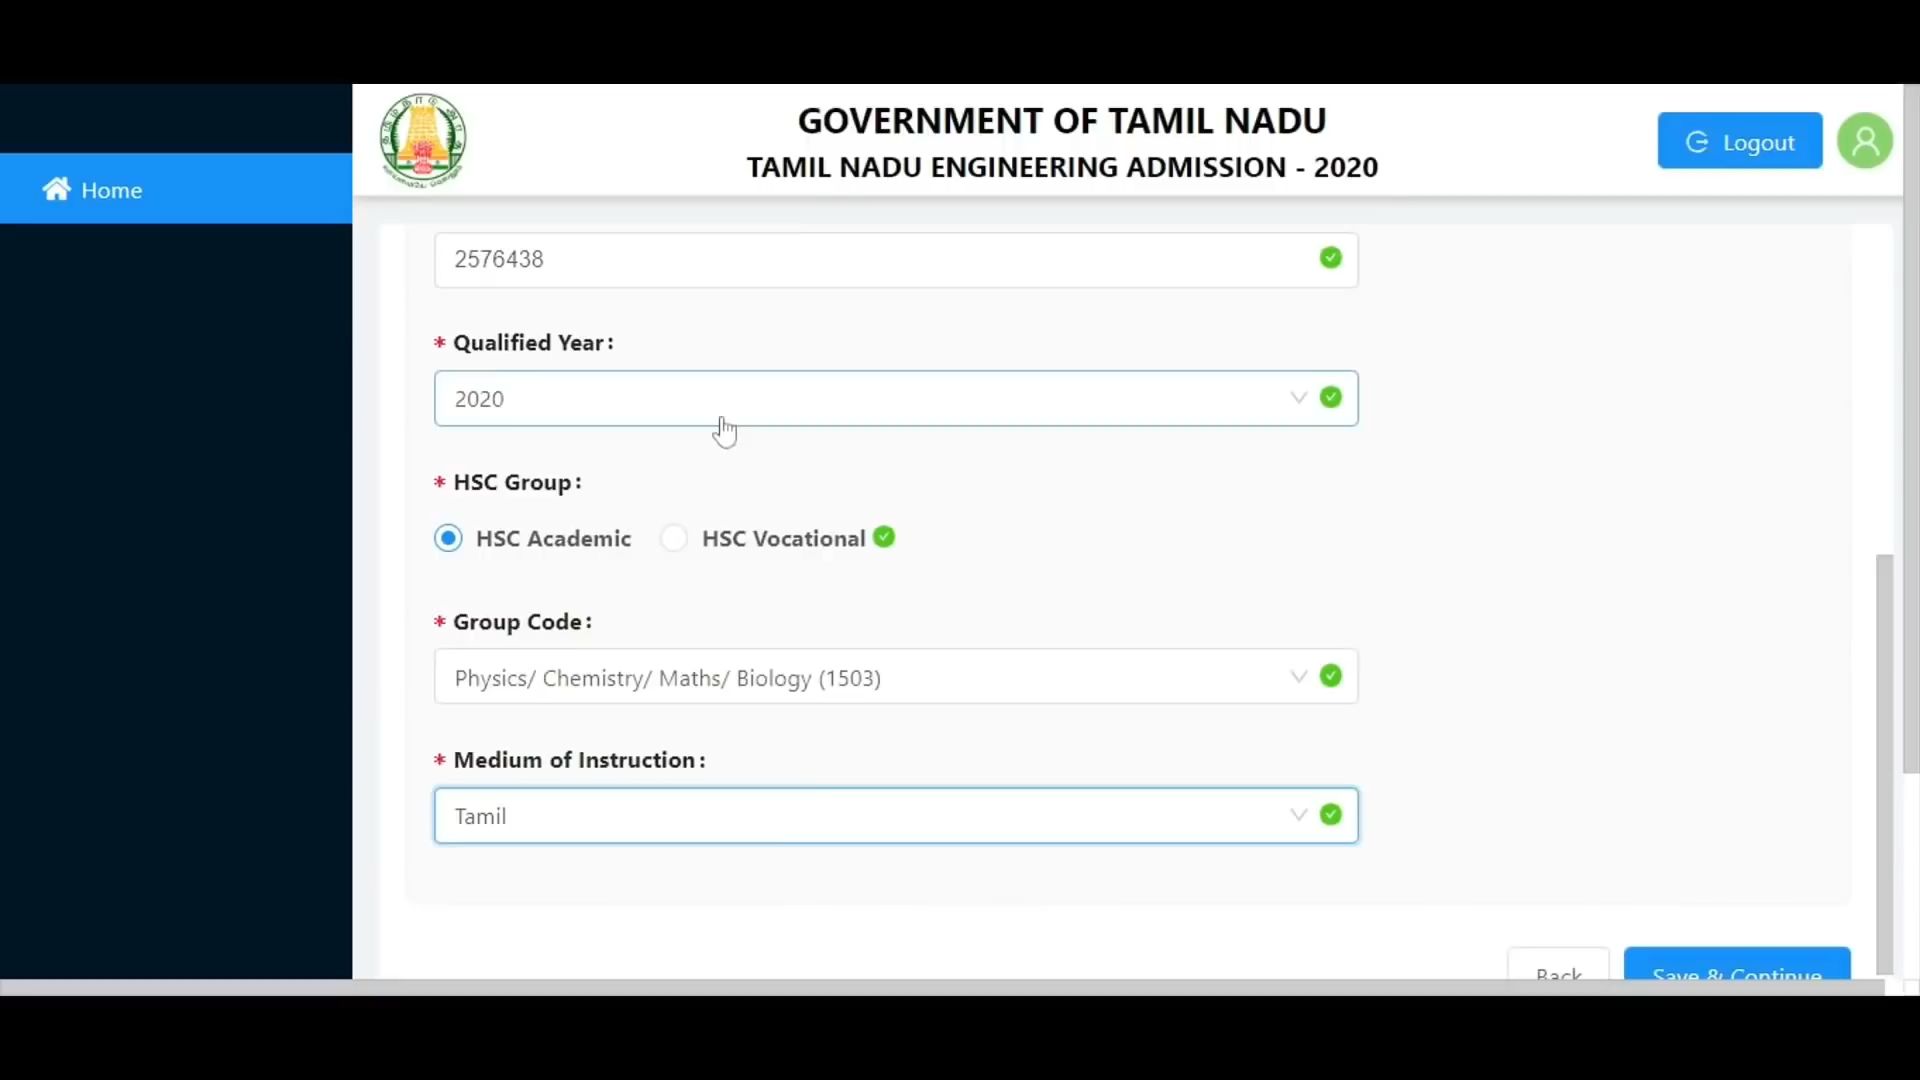 GOVERNMENT OF TAMIL NADU
TAMIL NADU ENGINEERING ADMISSION - 2020
Logout
Home
2576438
* Qualified Year:
2020
* HSC Group:
HSC Academic HSC Vocational
* Group Code:
Physics/ Chemistry/ Maths/ Biology (1503)
* Medium of Instruction:
Tamil
Back Save & Continue